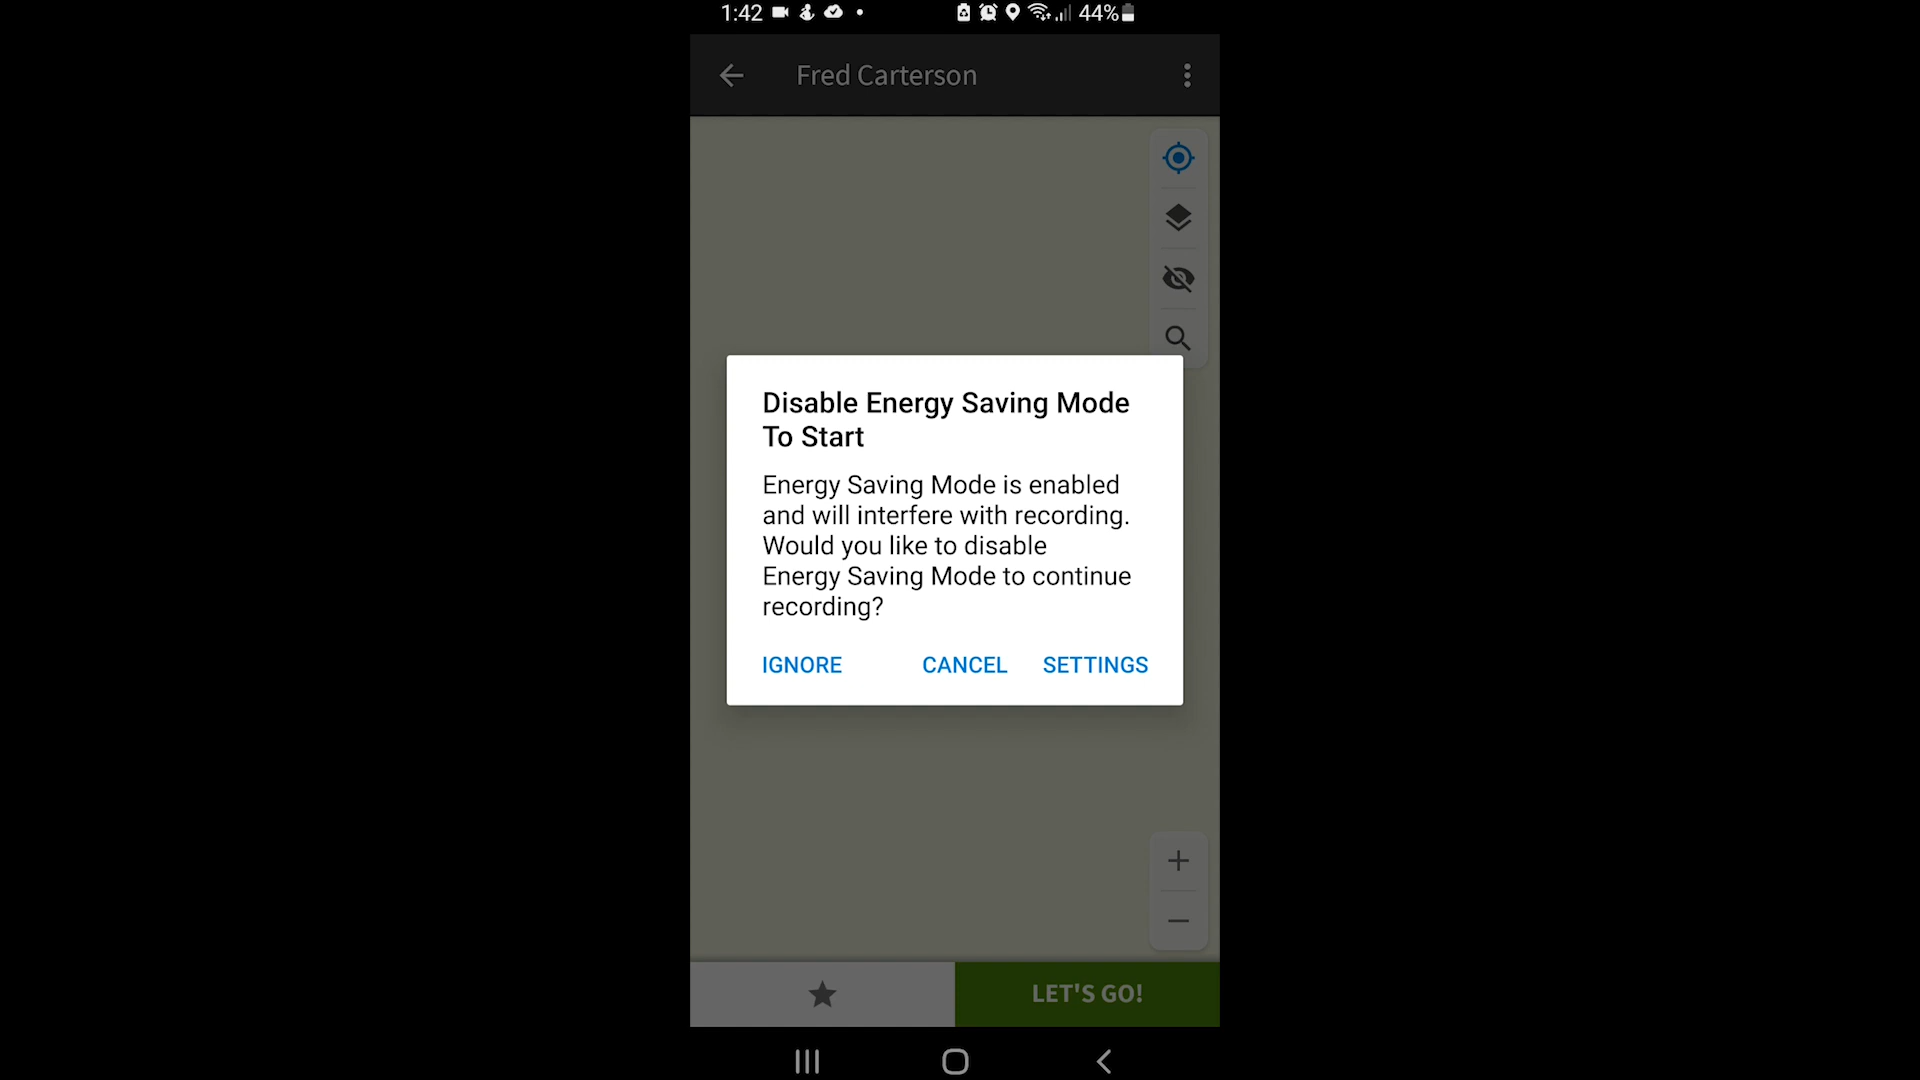 1:42
44%
Fred Carterson
Disable Energy Saving Mode
To Start
Energy Saving Mode is enabled
and will interfere with recording.
Would you like to disable
Energy Saving Mode to continue
recording?
IGNORE CANCEL SETTINGS
LET'S GO!